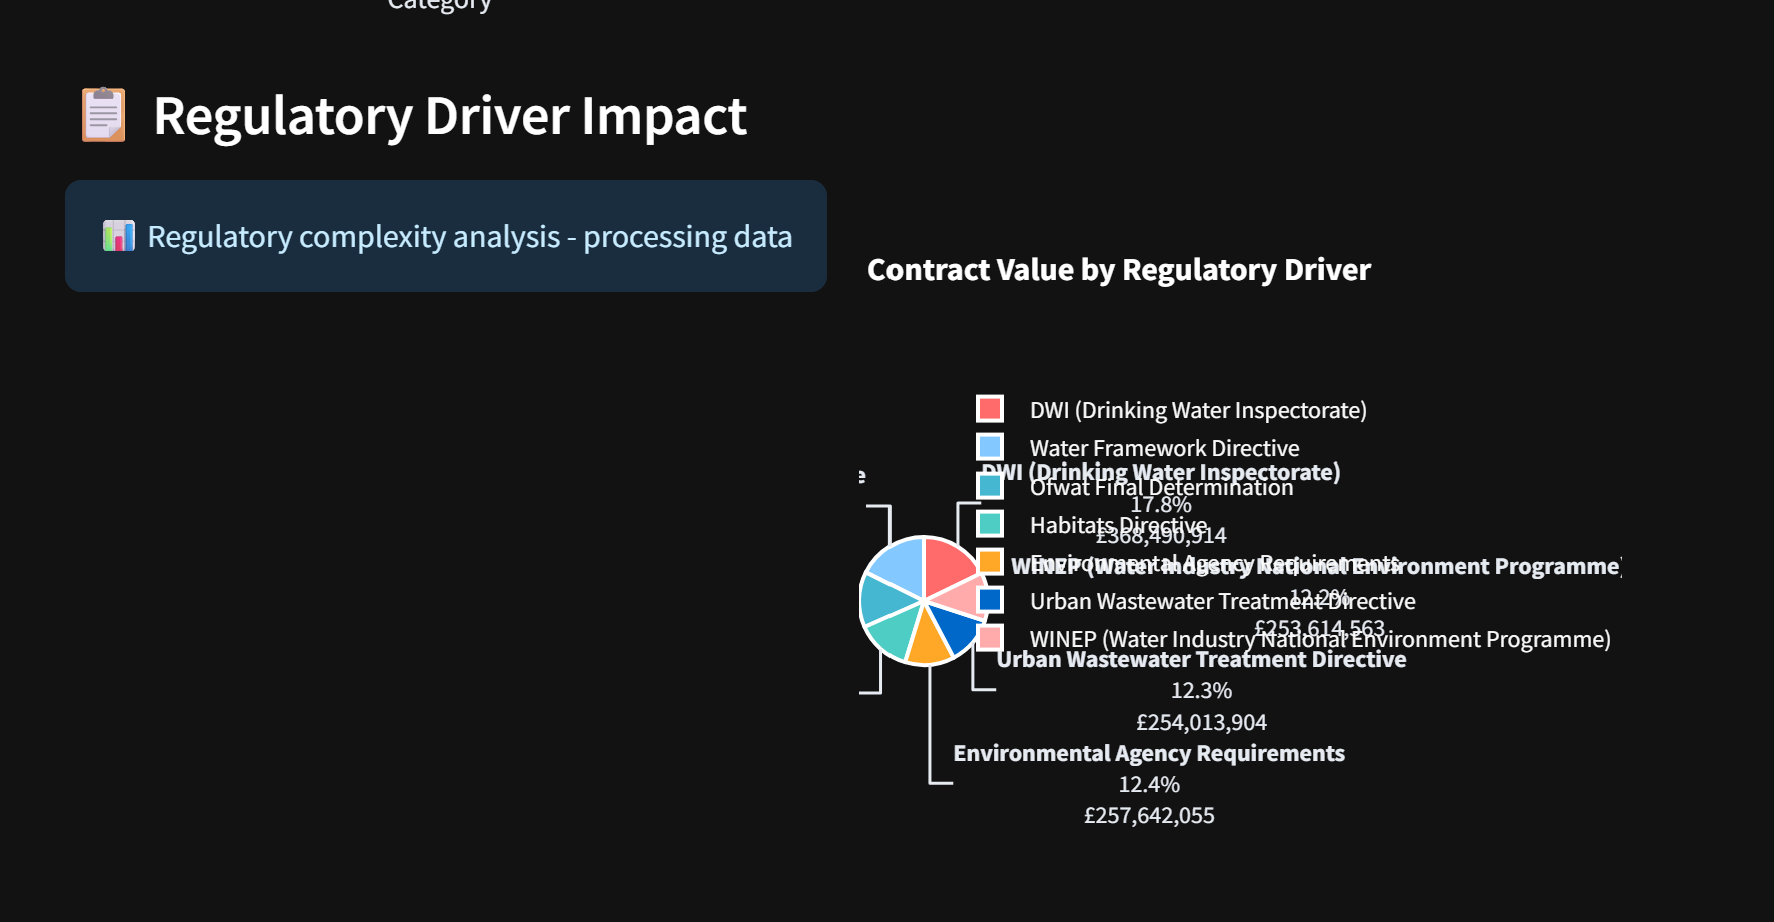 Category
Regulatory Driver Impact
Regulatory complexity analysis - processing data
Contract Value by Regulatory Driver
DWI (Drinking Water Inspectorate)
Water Framework Directive
Ofwat Final Determination
Habitats Directive
Environmental Agency Requirements
Urban Wastewater Treatment Directive
WINEP (Water Industry National Environment Programme)
e
DWI (Drinking Water Inspectorate)
17.8%
£368,490,914
WINEP (Water Industry National Environment Programme)
12.2%
£253,614,563
Urban Wastewater Treatment Directive
12.3%
£254,013,904
Environmental Agency Requirements
12.4%
£257,642,055